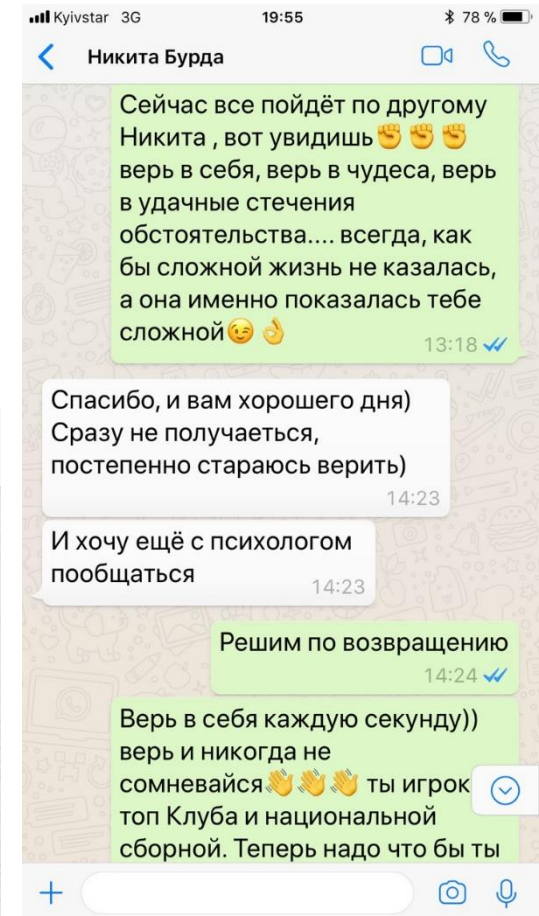 Kyivstar 3G 19:55 78 %
Никита Бурда
Сейчас все пойдёт по другому
Никита , вот увидишь✊✊✊
верь в себя, верь в чудеса, верь
в удачные стечения
обстоятельства.... всегда, как
бы сложной жизнь не казалась,
а она именно показалась тебе
сложной😉👌
13:18
Спасибо, и вам хорошего дня)
Сразу не получаеться,
постепенно стараюсь верить)
14:23
И хочу ещё с психологом
пообщаться
14:23
Решим по возвращению
14:24
Верь в себя каждую секунду))
верь и никогда не
сомневайся👋👋👋 ты игрок
топ Клуба и национальной
сборной. Теперь надо что бы ты